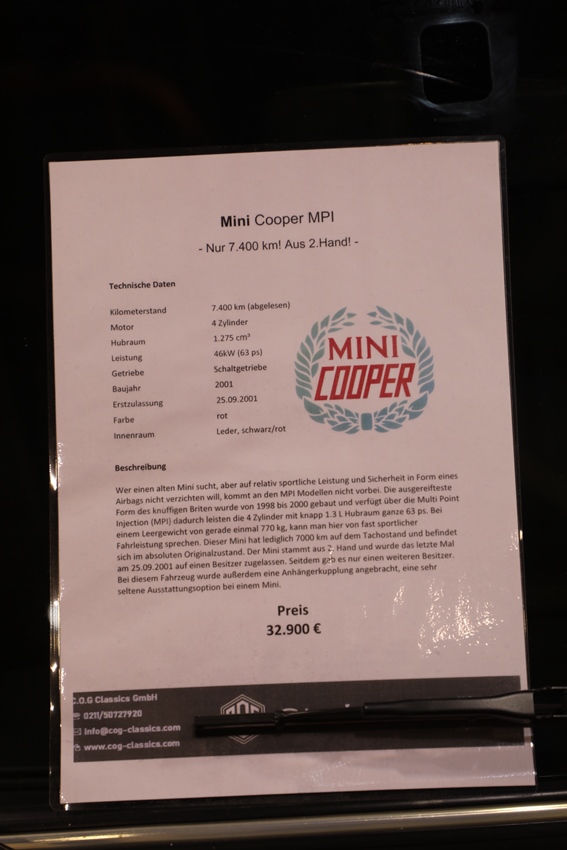 Mini Cooper MPI
- Nur 7.400 km! Aus 2.Hand! -
Technische Daten
Kilometerstand 7.400 km (abgelesen)
Motor 4 Zylinder
Hubraum 1.275 cm³
Leistung 46kW (63 ps)
Getriebe Schaltgetriebe
Baujahr 2001
Erstzulassung 25.09.2001
Farbe rot
Innenraum Leder, schwarz/rot
MINI
COOPER
Beschreibung
Wer einen alten Mini sucht, aber auf relativ sportliche Leistung und Sicherheit in Form eines
Airbags nicht verzichten will, kommt an den MPI Modellen nicht vorbei. Die ausgereifteste
Form des knuffigen Briten wurde von 1998 bis 2000 gebaut und verfügt über die Multi Point
Injection (MPI) dadurch leisten die 4 Zylinder mit knapp 1.3 L Hubraum ganze 63 ps. Bei
einem Leergewicht von gerade einmal 770 kg, kann man hier von fast sportlicher
Fahrleistung sprechen. Dieser Mini hat lediglich 7000 km auf dem Tachostand und befindet
sich im absoluten Originalzustand. Der Mini stammt aus 2. Hand und wurde das letzte Mal
am 25.09.2001 auf einen Besitzer zugelassen. Seitdem gab es nur einen weiteren Besitzer.
Bei diesem Fahrzeug wurde außerdem eine Anhängerkupplung angebracht, eine sehr
seltene Ausstattungsoption bei einem Mini.
Preis
32.900 €
C.O.G Classics GmbH
0211/50727920
info@cog-classics.com
www.cog-classics.com